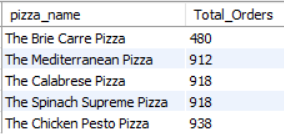 pizza_name Total_Orders
The Brie Carre Pizza 480
The Mediterranean Pizza 912
The Calabrese Pizza 918
The Spinach Supreme Pizza 918
The Chicken Pesto Pizza 938